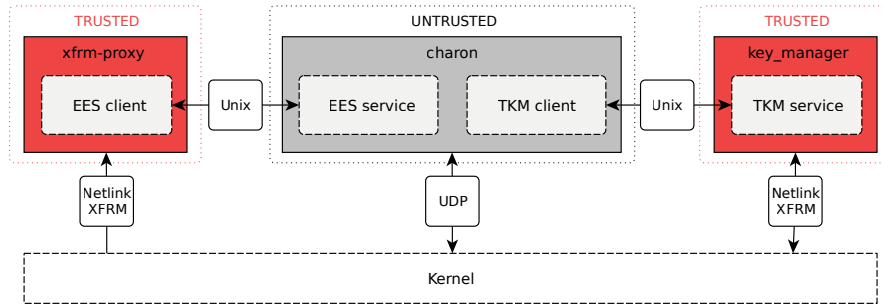 TRUSTED
UNTRUSTED
TRUSTED
xfrm-proxy
charon
key_manager
EES client
Unix
EES service
TKM client
Unix
TKM service
Netlink
XFRM
UDP
Netlink
XFRM
Kernel